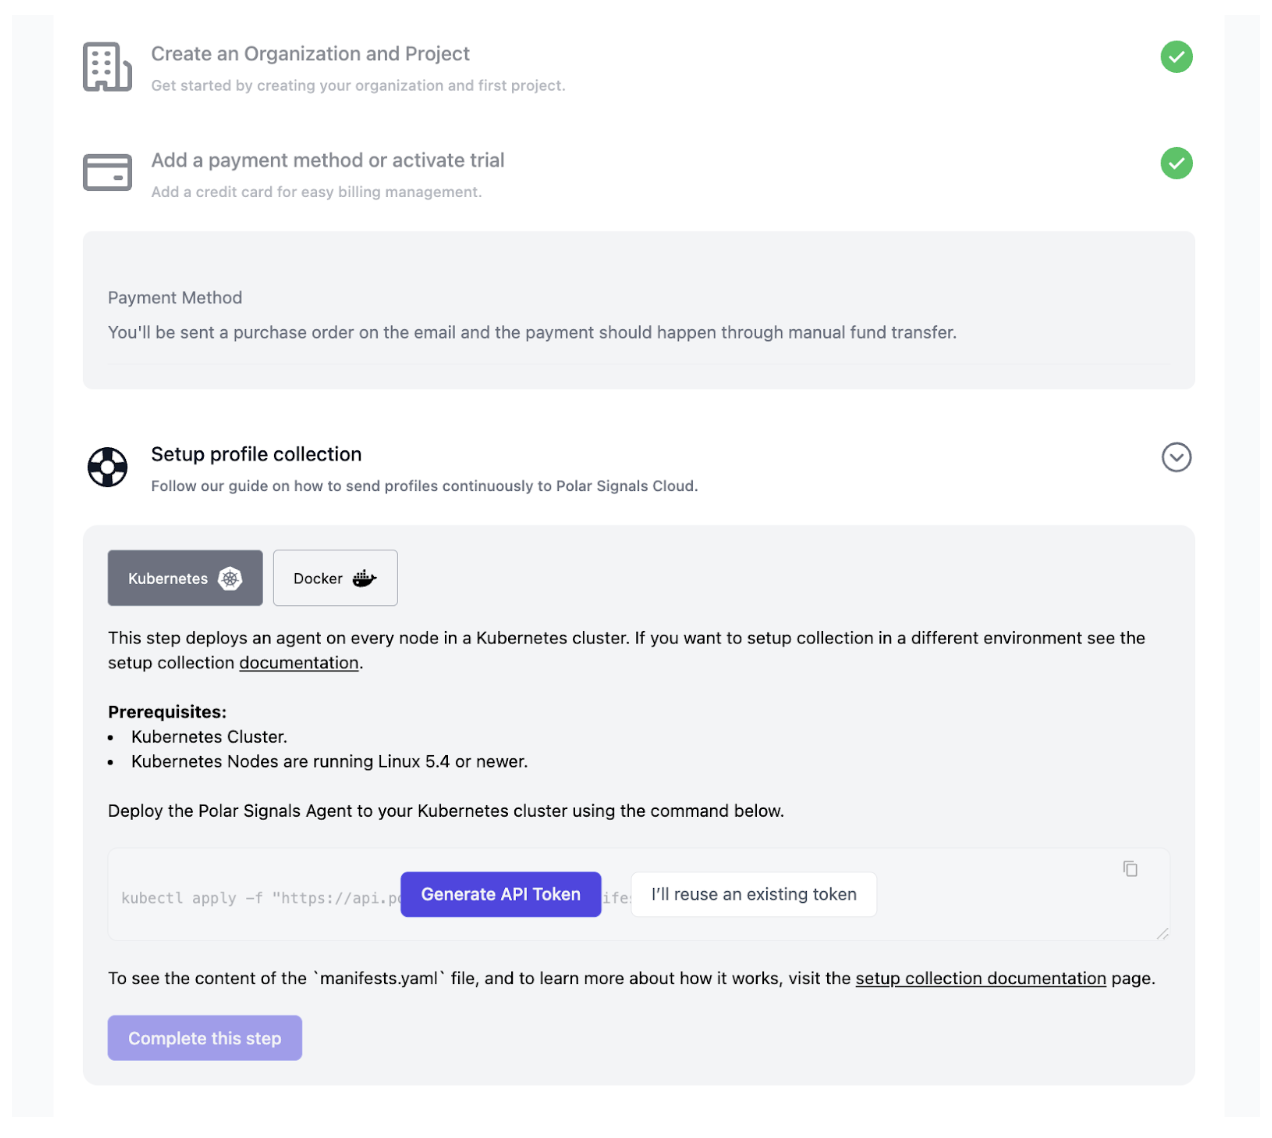 Create an Organization and Project
Get started by creating your organization and first project.
Add a payment method or activate trial
Add a credit card for easy billing management.
Payment Method
You'll be sent a purchase order on the email and the payment should happen through manual fund transfer.
Setup profile collection
Follow our guide on how to send profiles continuously to Polar Signals Cloud.
Kubernetes Docker
This step deploys an agent on every node in a Kubernetes cluster. If you want to setup collection in a different environment see the
setup collection documentation.
Prerequisites:
• Kubernetes Cluster.
• Kubernetes Nodes are running Linux 5.4 or newer.
Deploy the Polar Signals Agent to your Kubernetes cluster using the command below.
kubectl apply -f "https://api.p Generate API Token ife I’ll reuse an existing token
To see the content of the `manifests.yaml` file, and to learn more about how it works, visit the setup collection documentation page.
Complete this step